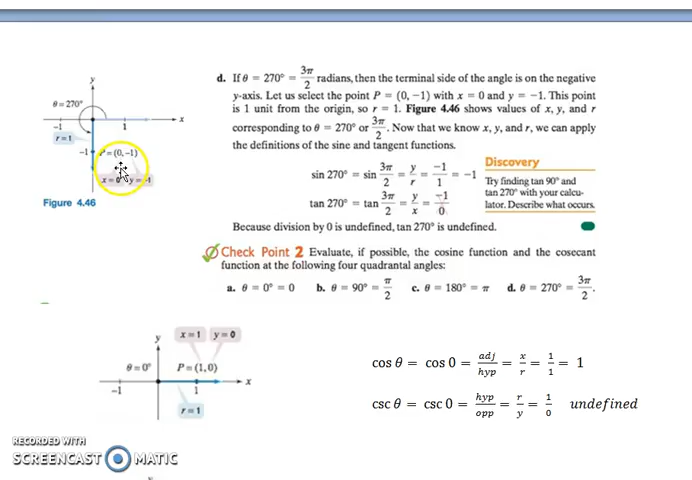 d. If θ = 270° = 3π/2 radians, then the terminal side of the angle is on the negative
y-axis. Let us select the point P = (0, −1) with x = 0 and y = −1. This point
is 1 unit from the origin, so r = 1. Figure 4.46 shows values of x, y, and r
corresponding to θ = 270° or 3π/2. Now that we know x, y, and r, we can apply
the definitions of the sine and tangent functions.
y
θ = 270°
x
−1
1
r = 1
−1
P = (0, −1)
x = 0 y = −1
Figure 4.46
sin 270° = sin 3π/2 = y/r = −1/1 = −1
tan 270° = tan 3π/2 = y/x = −1/0
Discovery
Try finding tan 90° and
tan 270° with your calcu-
lator. Describe what occurs.
Because division by 0 is undefined, tan 270° is undefined.
Check Point 2 Evaluate, if possible, the cosine function and the cosecant
function at the following four quadrantal angles:
a. θ = 0° = 0 b. θ = 90° = π/2 c. θ = 180° = π d. θ = 270° = 3π/2.
x = 1 y = 0
y
θ = 0°
P = (1, 0)
x
−1
1
r = 1
cos θ = cos 0 = adj/hyp = x/r = 1/1 = 1
csc θ = csc 0 = hyp/opp = r/y = 1/0 undefined
RECORDED WITH
SCREENCAST MATIC